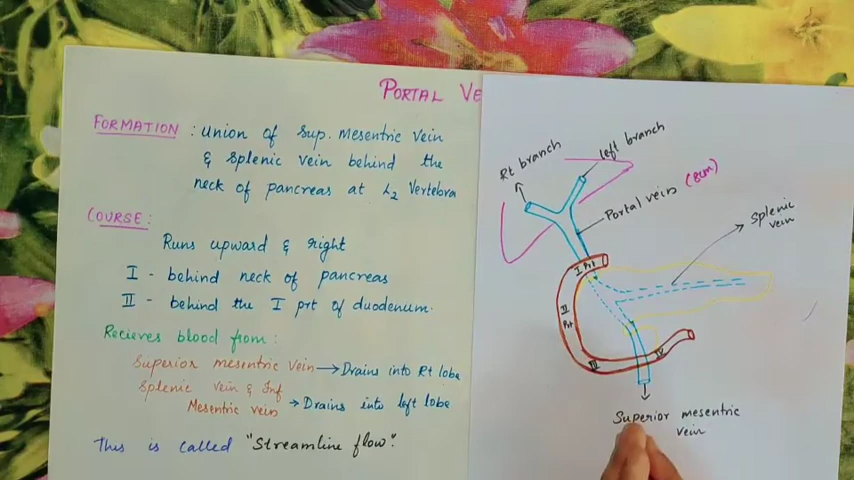 PORTAL VE
FORMATION : Union of Sup. Mesentric vein
& Splenic vein behind the
neck of pancreas at L2 Vertebra
COURSE:
Runs upward & right
I - behind neck of pancreas
II - behind the I prt of duodenum.
Recieves blood from:
Superior mesentric vein → Drains into Rt lobe
Splenic vein & Inf
Mesentric vein → Drains into left lobe
This is called "Streamline flow".
Rt branch
left branch
Portal vein (8cm)
Splenic
vein
I Prt
II
Prt
III
IV
Superior mesentric
vein